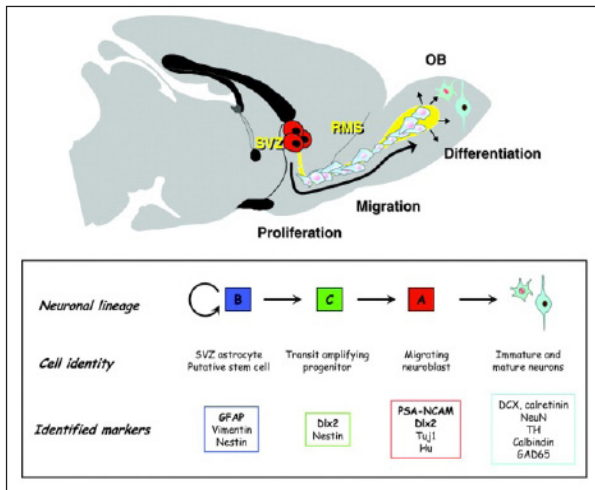 OB
SVZ
RMS
Differentiation
Migration
Proliferation
Neuronal lineage
B
C
A
Cell identity
SVZ astrocyte
Putative stem cell
Transit amplifying
progenitor
Migrating
neuroblast
Immature and
mature neurons
Identified markers
GFAP
Vimentin
Nestin
Dlx2
Nestin
PSA-NCAM
Dlx2
Tuj1
Hu
DCX, calretinin
NeuN
TH
Calbindin
GAD65